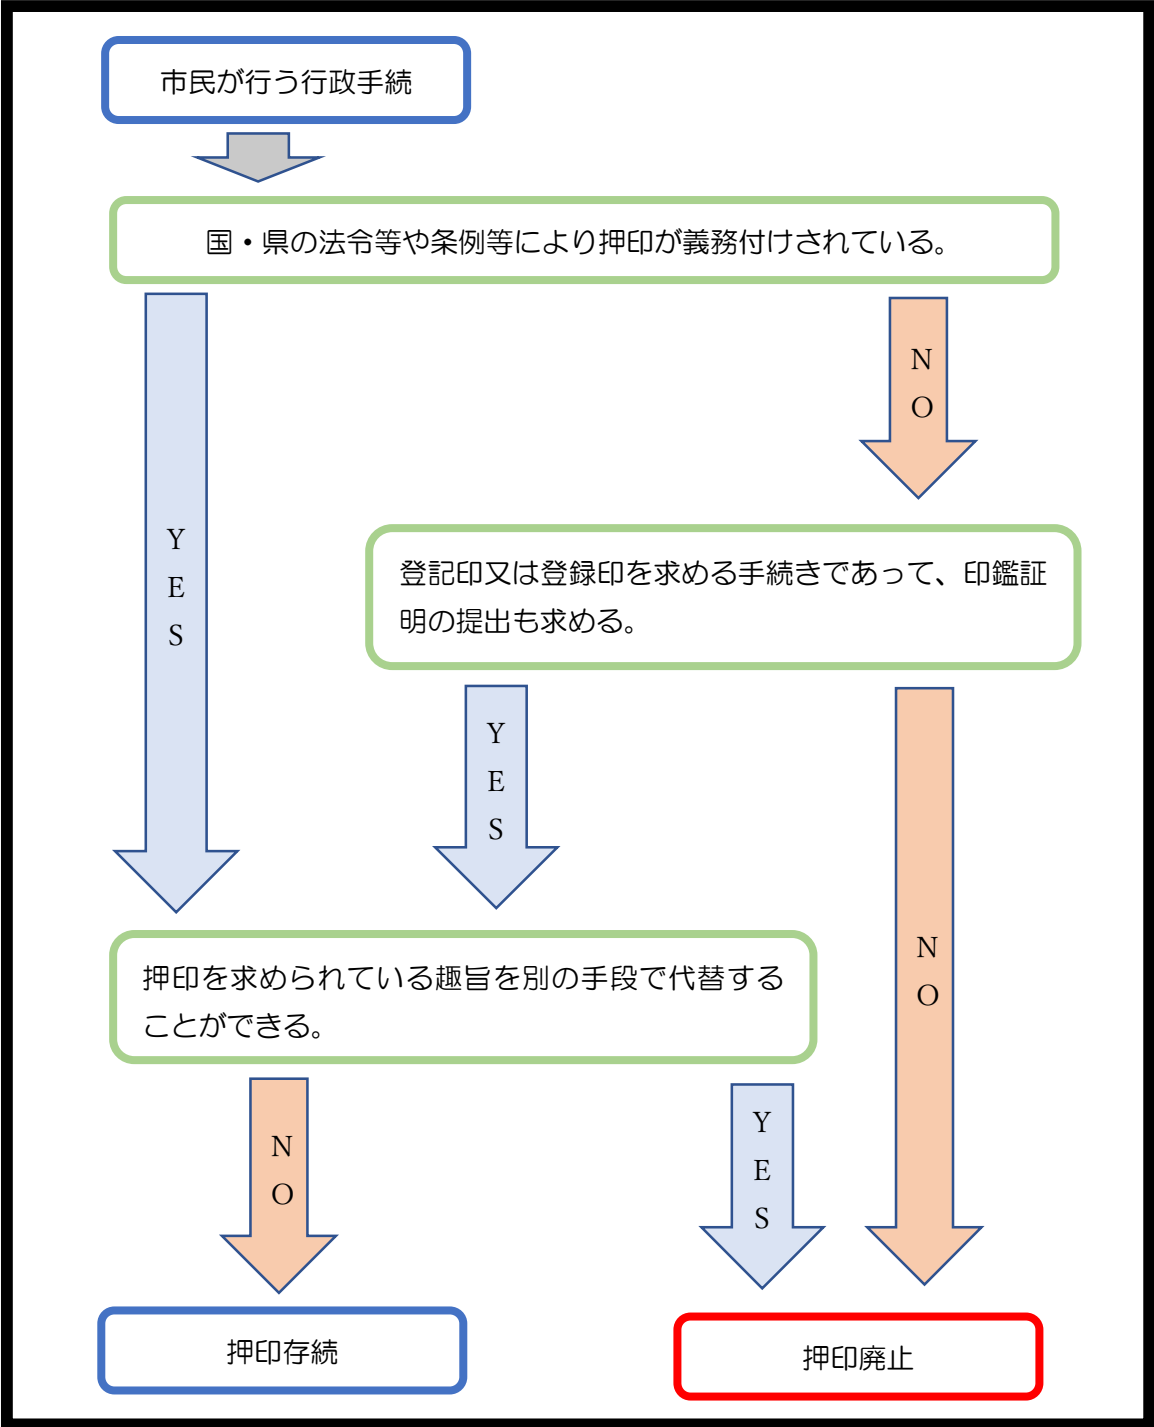 市民が行う行政手続
国・県の法令等や条例等により押印が義務付けされている。
NO
YES
登記印又は登録印を求める手続きであって、印鑑証
明の提出も求める。
YES
NO
押印を求められている趣旨を別の手段で代替する
ことができる。
NO
YES
押印存続
押印廃止